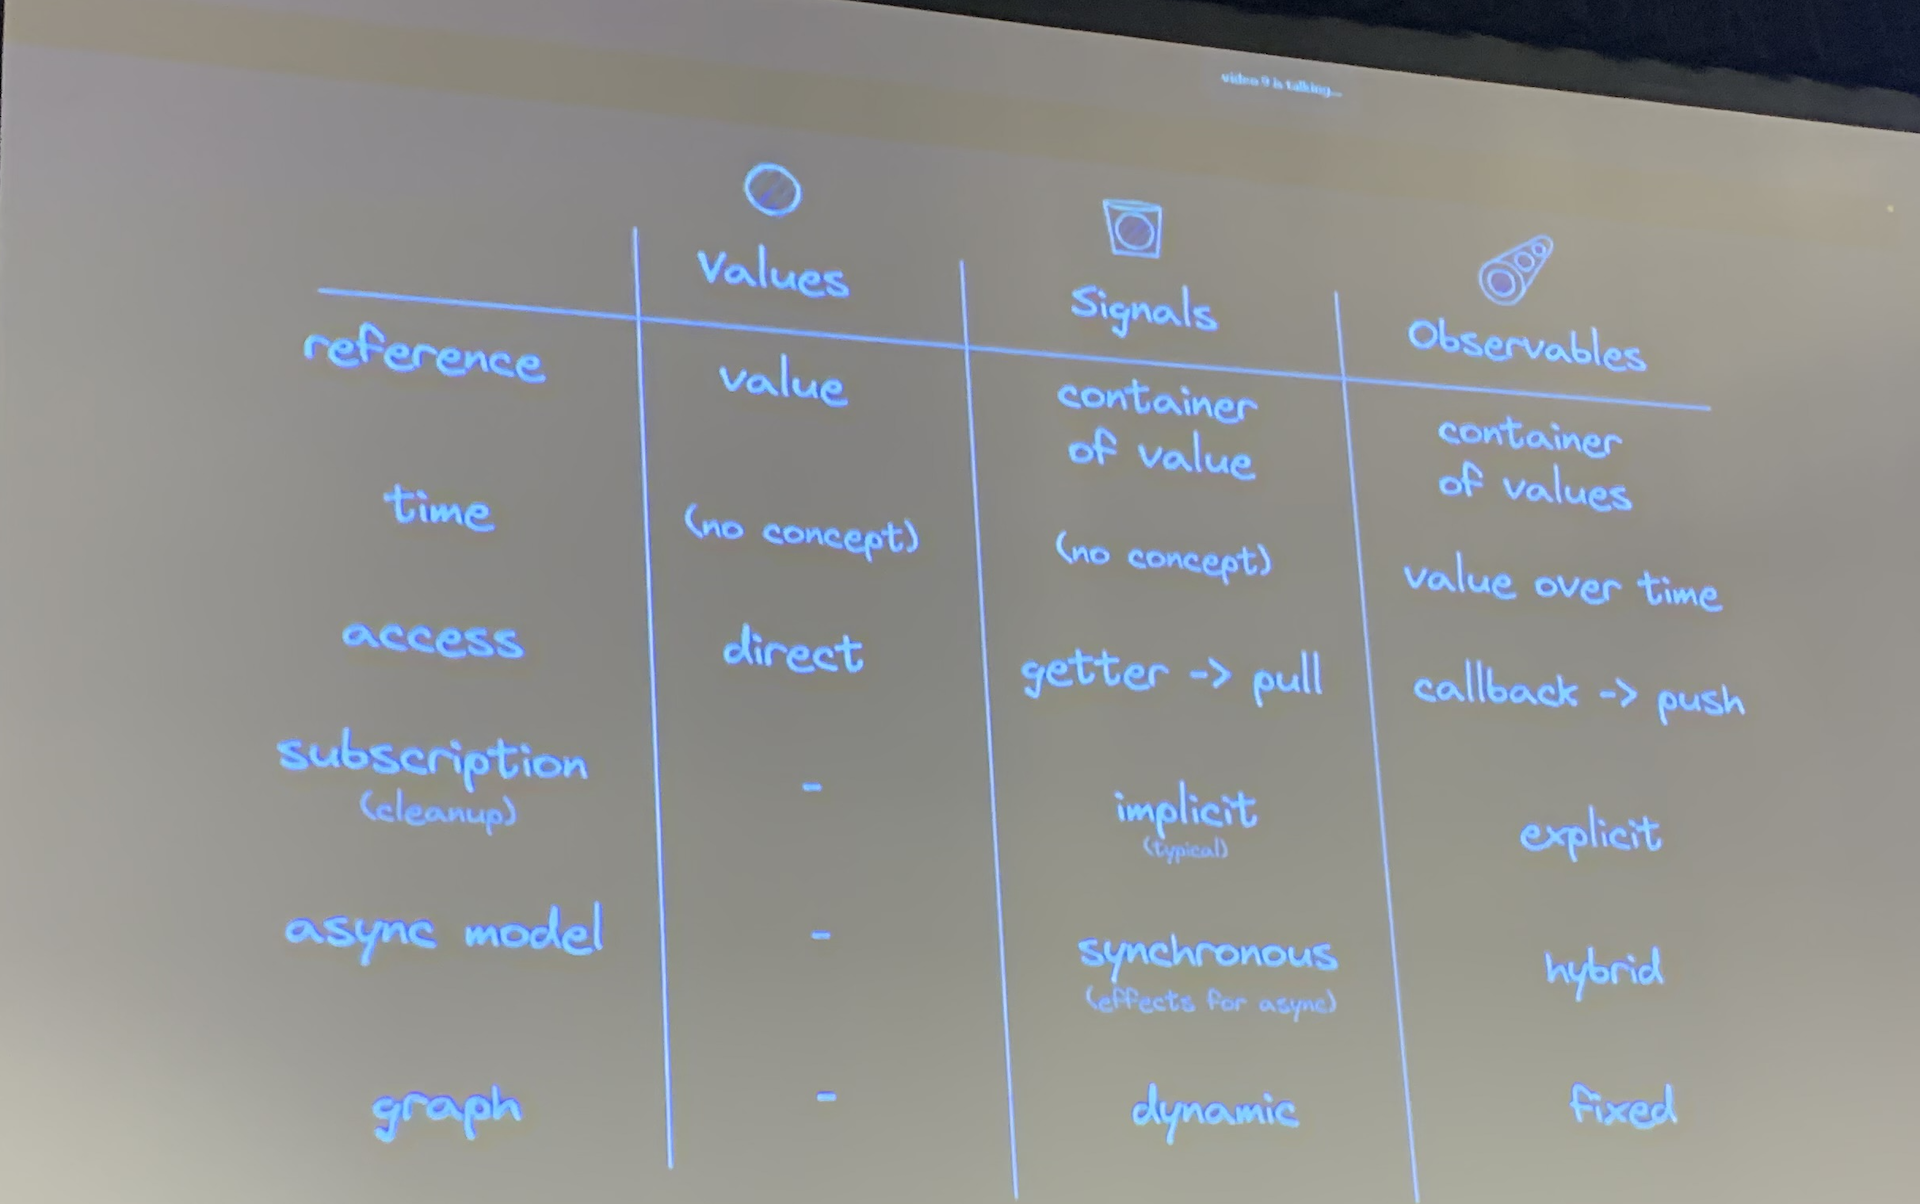 video 9 is talking...
Values
Signals
Observables
reference
value
container
of value
container
of values
time
(no concept)
(no concept)
value over time
access
direct
getter -> pull
callback -> push
subscription
(cleanup)
-
implicit
(typical)
explicit
async model
-
synchronous
(effects for async)
hybrid
graph
-
dynamic
fixed